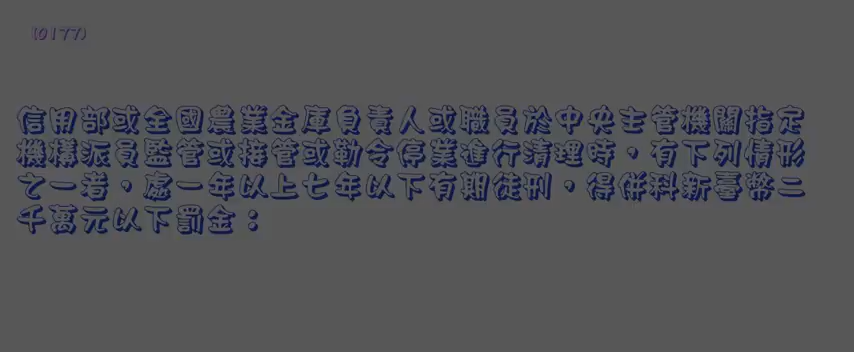 (0177)
信用部或全國農業金庫負責人或職員於中央主管機關指定
機構派員監管或接管或勒令停業進行清理時，有下列情形
之一者，處一年以上七年以下有期徒刑，得併科新臺幣二
千萬元以下罰金：